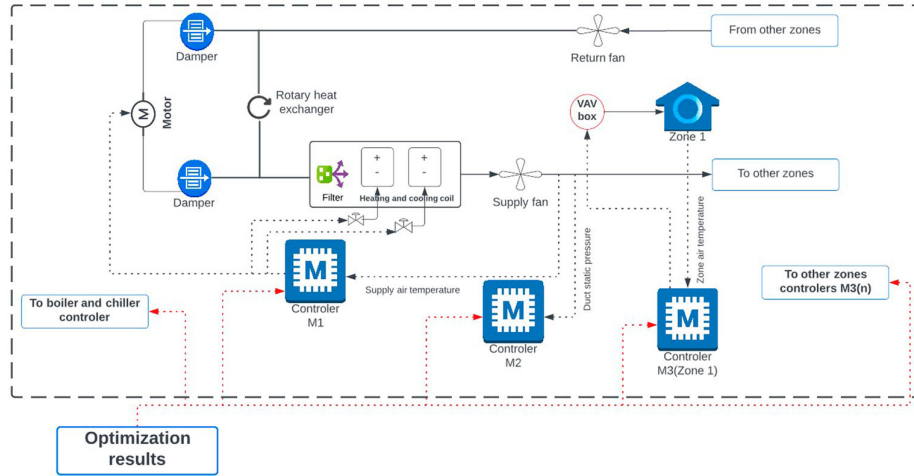 From other zones
Damper
Return fan
Rotary heat
exchanger
VAV
box
M
Motor
Zone 1
+
+
-
-
To other zones
Filter
Heating and cooling coil
Supply fan
Damper
Duct static pressure
Zone air temperature
M
Supply air temperature
To other zones
controlers M3(n)
To boiler and chiller
controler
Controler
M1
M
M
Controler
M2
Controler
M3(Zone 1)
Optimization
results